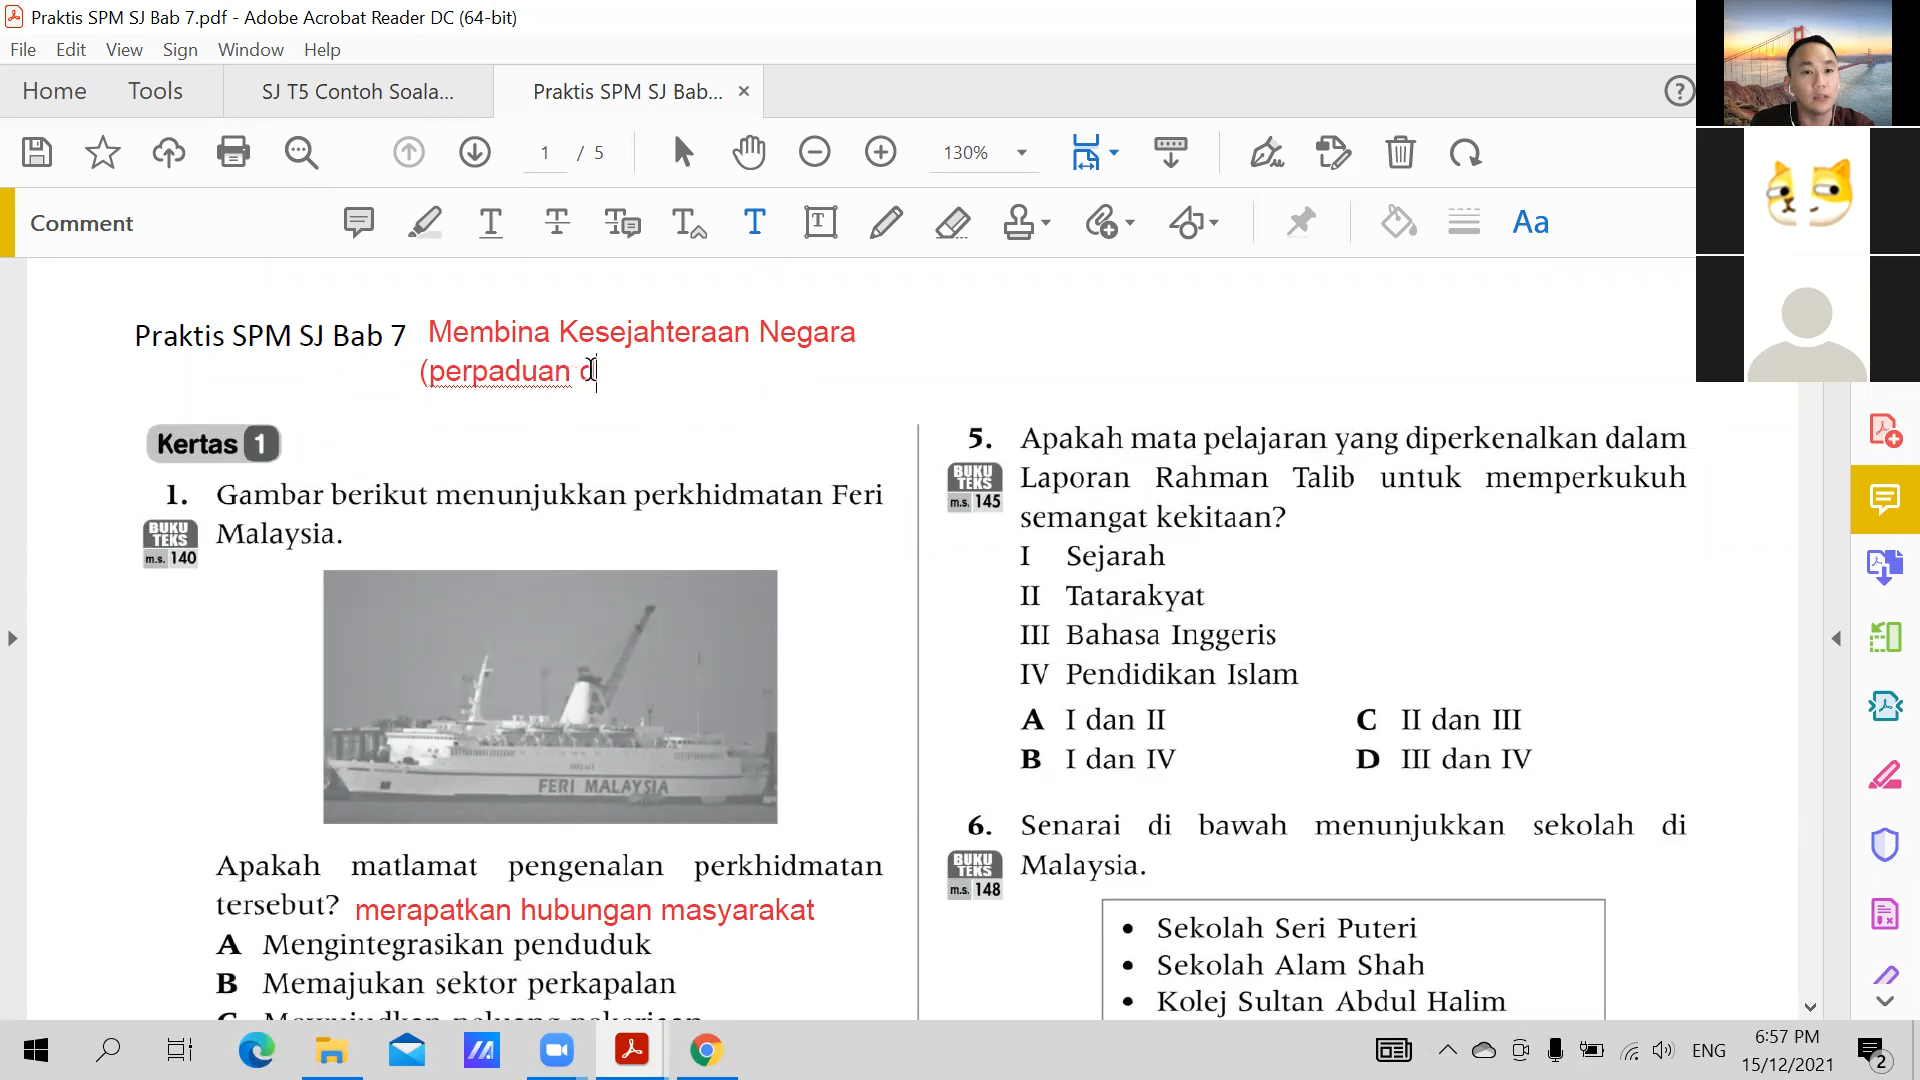 Praktis SPM SJ Bab 7.pdf - Adobe Acrobat Reader DC (64-bit)
File Edit View Sign Window Help
Home Tools SJ T5 Contoh Soala... Praktis SPM SJ Bab... ×
1 / 5 130%
Comment
Praktis SPM SJ Bab 7 Membina Kesejahteraan Negara
(perpaduan d
Kertas 1
1. Gambar berikut menunjukkan perkhidmatan Feri
Malaysia.
BUKU
TEKS
m.s. 140
FERI MALAYSIA
Apakah matlamat pengenalan perkhidmatan
tersebut? merapatkan hubungan masyarakat
A Mengintegrasikan penduduk
B Memajukan sektor perkapalan
5. Apakah mata pelajaran yang diperkenalkan dalam
Laporan Rahman Talib untuk memperkukuh
semangat kekitaan?
BUKU
TEKS
m.s. 145
I Sejarah
II Tatarakyat
III Bahasa Inggeris
IV Pendidikan Islam
A I dan II C II dan III
B I dan IV D III dan IV
6. Senarai di bawah menunjukkan sekolah di
Malaysia.
BUKU
TEKS
m.s. 148
• Sekolah Seri Puteri
• Sekolah Alam Shah
• Kolej Sultan Abdul Halim
ENG
6:57 PM
15/12/2021
2